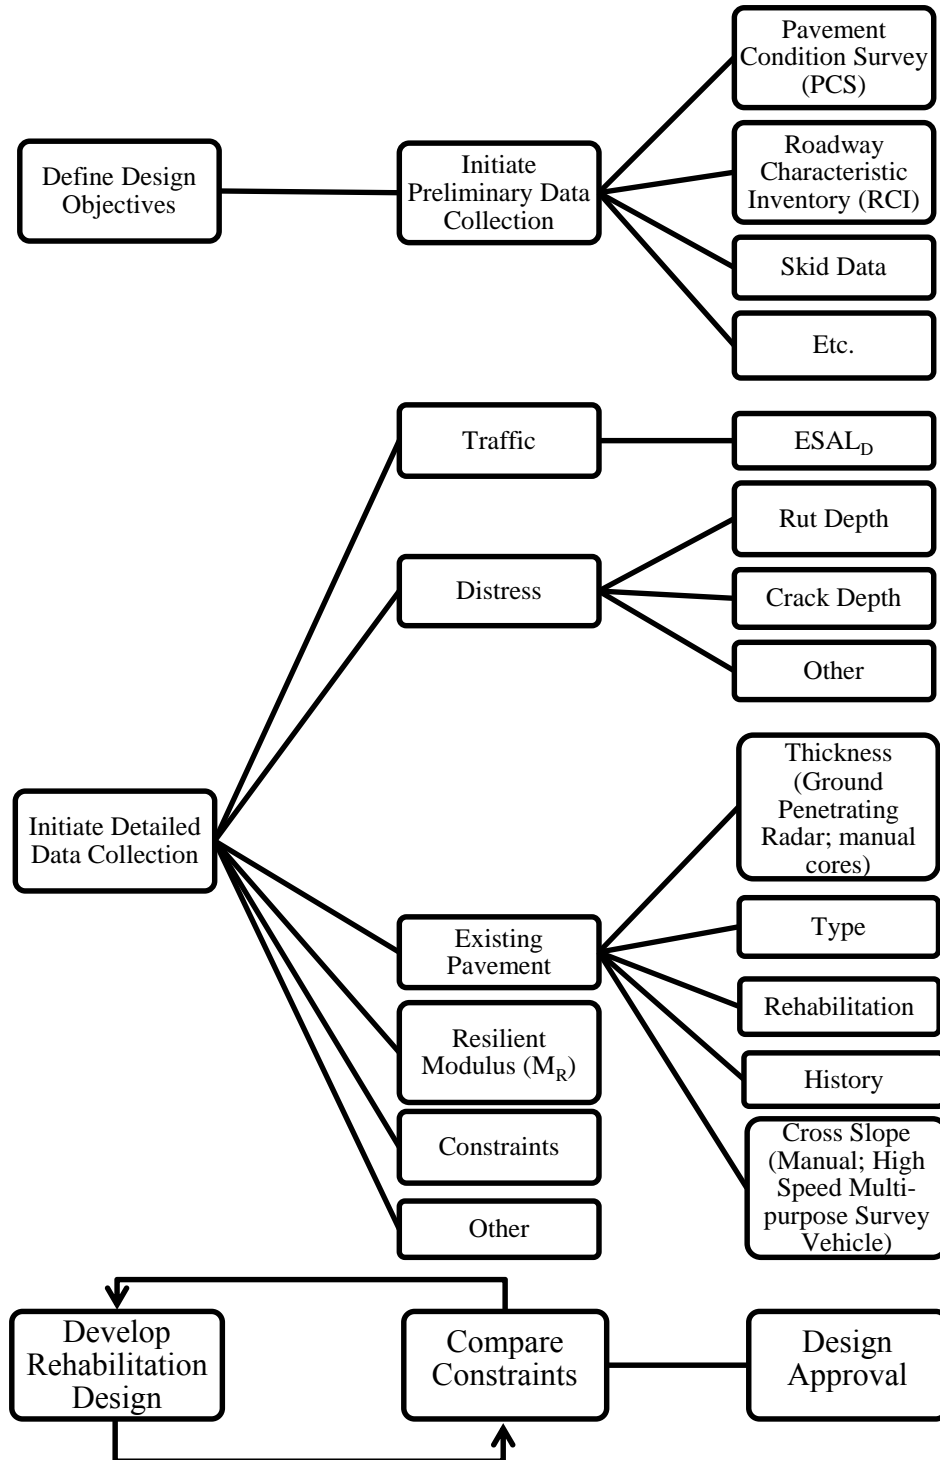 Define Design
Objectives
Initiate
Preliminary Data
Collection
Pavement
Condition Survey
(PCS)
Roadway
Characteristic
Inventory (RCI)
Skid Data
Etc.
Initiate Detailed
Data Collection
Traffic
ESAL_D
Distress
Rut Depth
Crack Depth
Other
Existing
Pavement
Thickness
(Ground
Penetrating
Radar; manual
cores)
Type
Rehabilitation
History
Cross Slope
(Manual; High
Speed Multi-
purpose Survey
Vehicle)
Resilient
Modulus (M_R)
Constraints
Other
Develop
Rehabilitation
Design
Compare
Constraints
Design
Approval